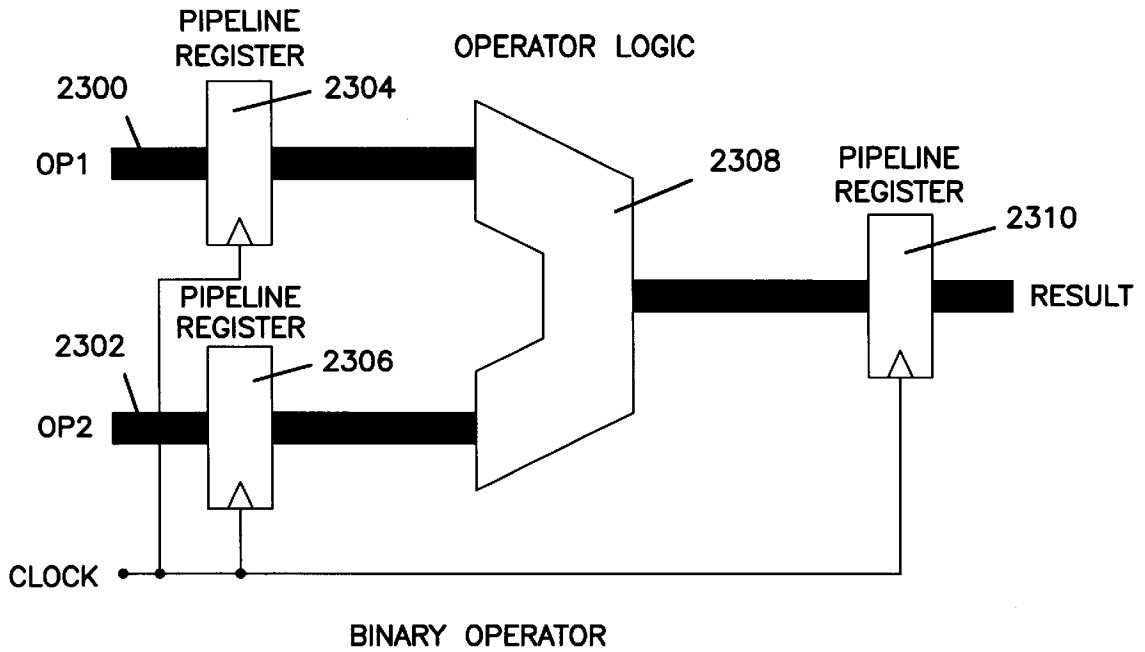 PIPELINE
REGISTER
OPERATOR LOGIC
2300
2304
OP1
2308
PIPELINE
REGISTER
2310
PIPELINE
REGISTER
RESULT
2302
2306
OP2
CLOCK
BINARY OPERATOR